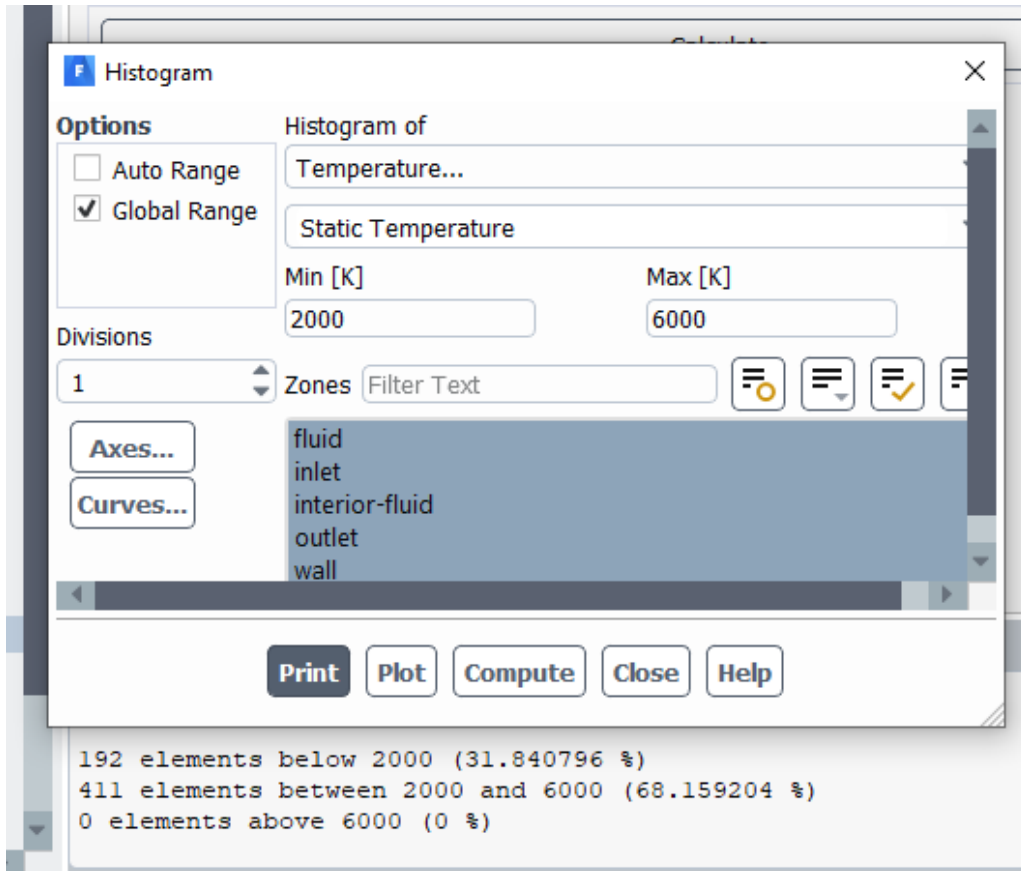 Calculate
Histogram
Options
Auto Range
Global Range
Histogram of
Temperature...
Static Temperature
Min [K]
Max [K]
2000
6000
Divisions
1
Zones
Filter Text
Axes...
Curves...
fluid
inlet
interior-fluid
outlet
wall
Print
Plot
Compute
Close
Help
192 elements below 2000 (31.840796 %)
411 elements between 2000 and 6000 (68.159204 %)
0 elements above 6000 (0 %)